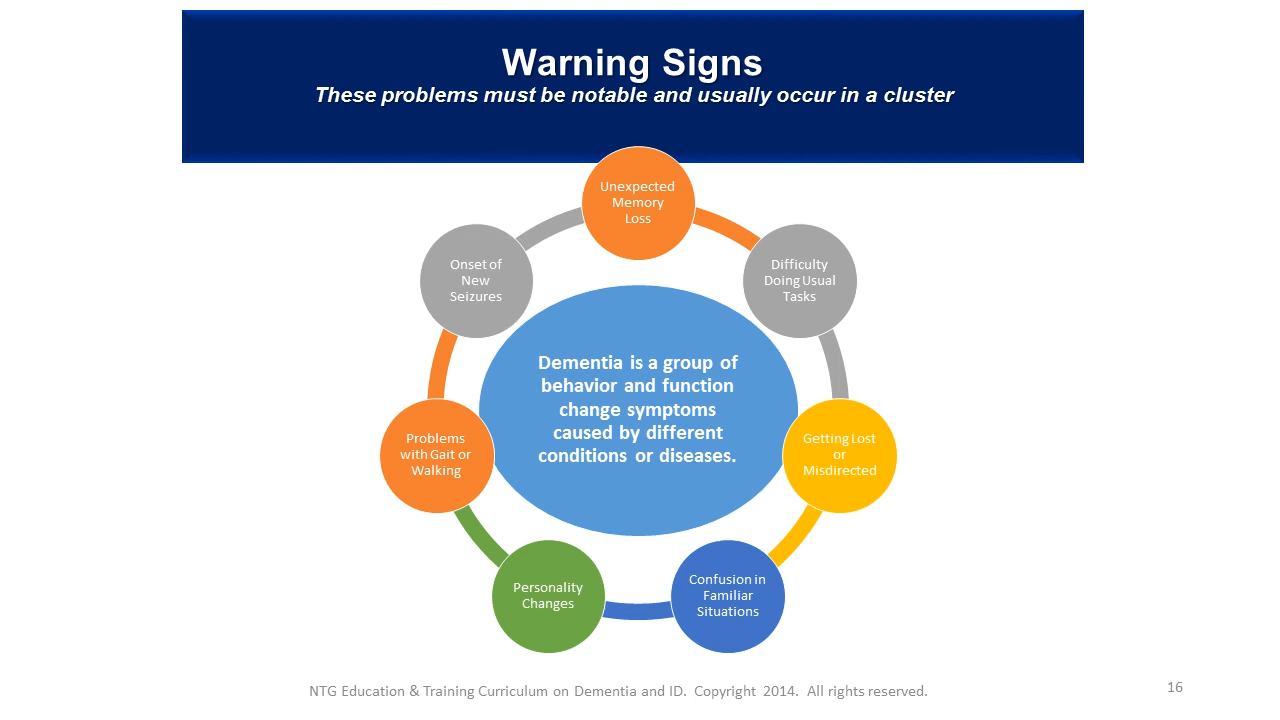 Warning Signs
These problems must be notable and usually occur in a cluster
Unexpected
Memory
Loss
Difficulty
Doing Usual
Tasks
Getting Lost
or
Misdirected
Confusion in
Familiar
Situations
Personality
Changes
Problems
with Gait or
Walking
Onset of
New
Seizures
Dementia is a group of
behavior and function
change symptoms
caused by different
conditions or diseases.
NTG Education & Training Curriculum on Dementia and ID. Copyright 2014. All rights reserved.
16